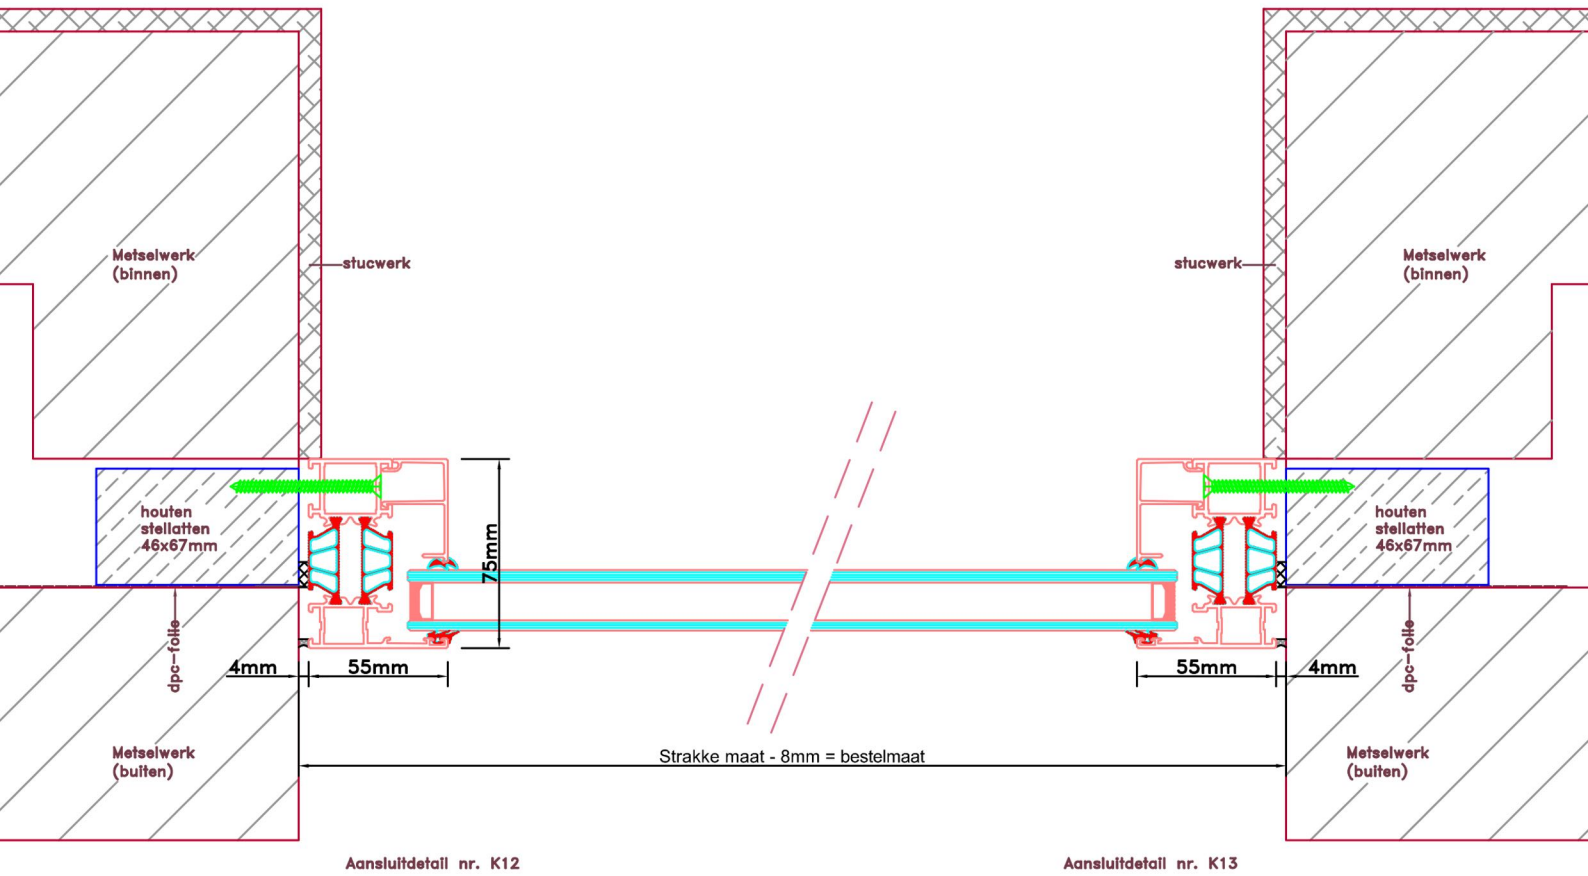 Metselwerk
(binnen)
stucwerk
stucwerk
Metselwerk
(binnen)
houten
stellatten
46x67mm
75mm
houten
stellatten
46x67mm
dpc-folie
4mm
55mm
55mm
4mm
dpc-folie
Metselwerk
(buiten)
Strakke maat - 8mm = bestelmaat
Metselwerk
(buiten)
Aansluitdetail nr. K12
Aansluitdetail nr. K13